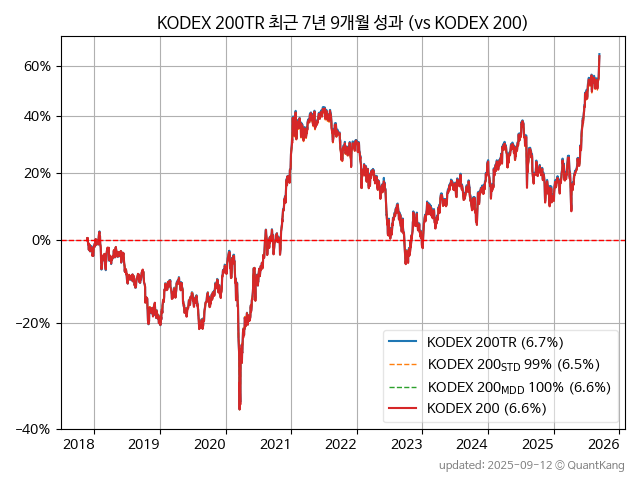 KODEX 200TR 최근 7년 9개월 성과 (vs KODEX 200)
60%
40%
20%
0%
−20%
−40%
KODEX 200TR (6.7%)
KODEX 200STD 99% (6.5%)
KODEX 200MDD 100% (6.6%)
KODEX 200 (6.6%)
2018 2019 2020 2021 2022 2023 2024 2025 2026
updated: 2025-09-12 © QuantKang